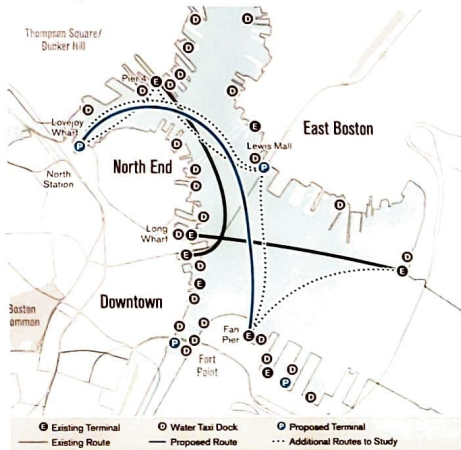 Thompson Square/
Bunker Hill
D
D
Pier 4
E
D
D
D
D
D
Lovejoy
Wharf
P
North
Station
North End
D
D
D
E
D
Lewis Mall
P
East Boston
D
D
Long
Wharf
D
E
E
D
D
E
D
Downtown
Boston
Common
D
D
D
D
P
D
Fort
Point
Fan
Pier
E
D
D
E
D
P
D
E Existing Terminal
D Water Taxi Dock
P Proposed Terminal
Existing Route
Proposed Route
Additional Routes to Study